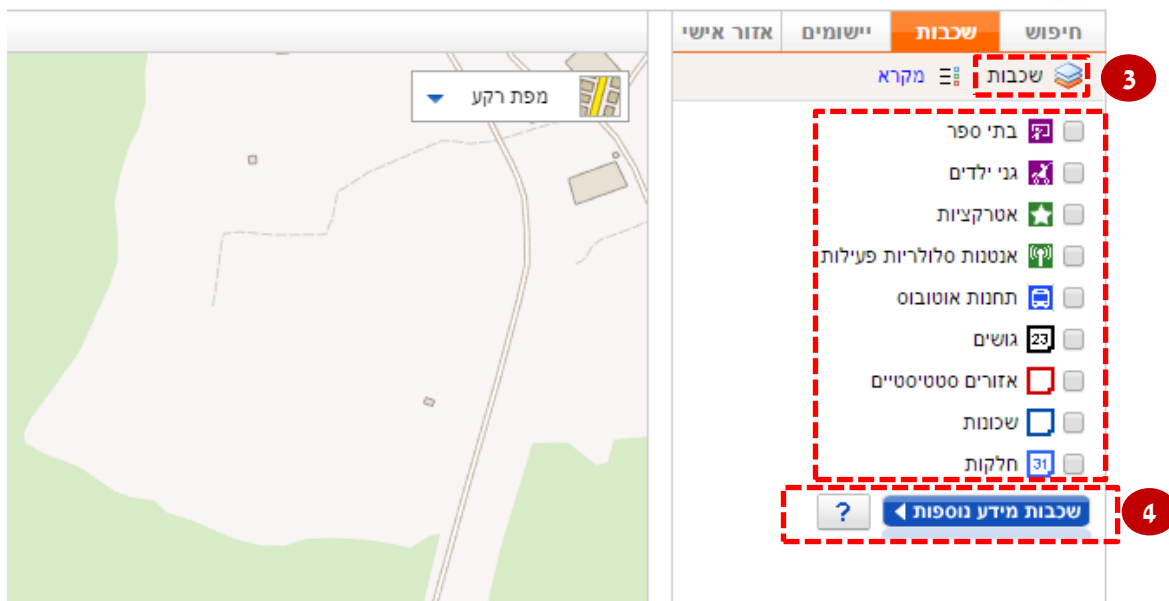 חיפוש שכבות יישומים אזור אישי
שכבות מקרא
3
מפת רקע
בתי ספר
גני ילדים
אטרקציות
אנטנות סלולריות פעילות
תחנות אוטובוס
23 גושים
אזורים סטטיסטיים
שכונות
31 חלקות
שכבות מידע נוספות ?
4